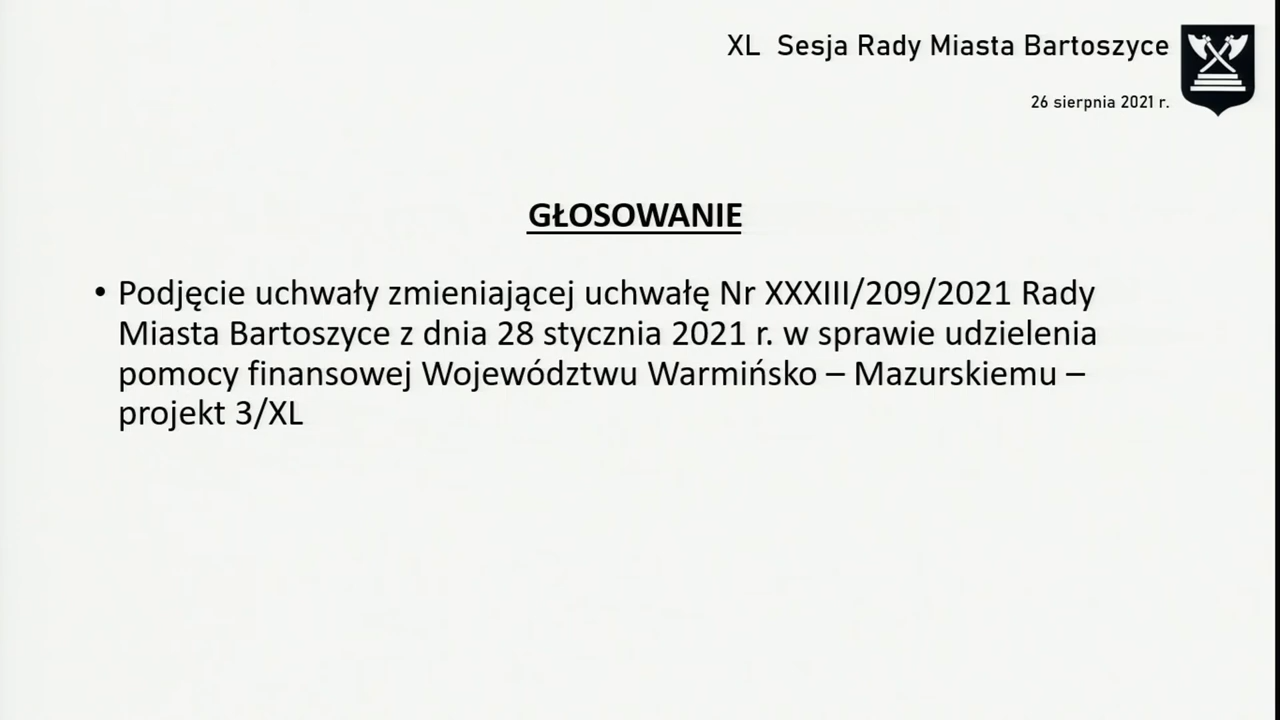 XL Sesja Rady Miasta Bartoszyce
26 sierpnia 2021 r.
GŁOSOWANIE
• Podjęcie uchwały zmieniającej uchwałę Nr XXXIII/209/2021 Rady
Miasta Bartoszyce z dnia 28 stycznia 2021 r. w sprawie udzielenia
pomocy finansowej Województwu Warmińsko – Mazurskiemu –
projekt 3/XL